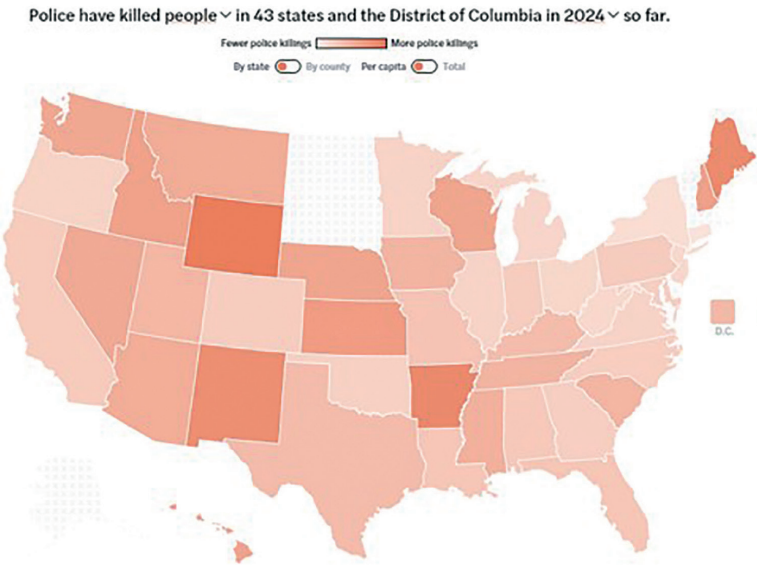 Police have killed people in 43 states and the District of Columbia in 2024 so far.
Fewer police killings More police killings
By state By county Per capita Total
D.C.